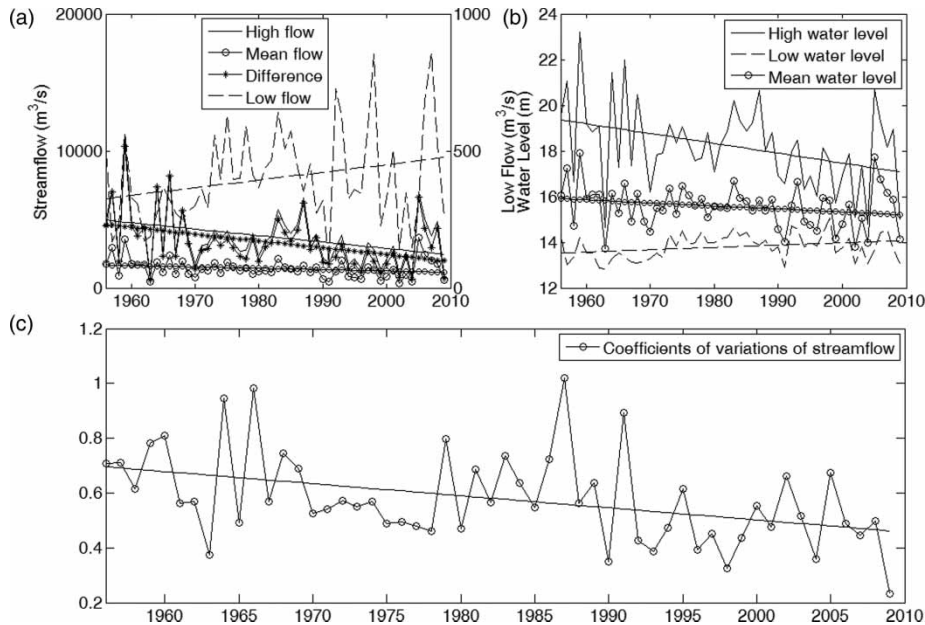 (a)
20000
10000
0
Streamflow (m³/s)
High flow
Mean flow
Difference
Low flow
1000
500
0
Low Flow (m³/s)
1960 1970 1980 1990 2000 2010
(b)
24
22
20
18
16
14
12
Water Level (m)
High water level
Low water level
Mean water level
1960 1970 1980 1990 2000 2010
(c)
1.2
1
0.8
0.6
0.4
0.2
Coefficients of variations of streamflow
1960 1965 1970 1975 1980 1985 1990 1995 2000 2005 2010